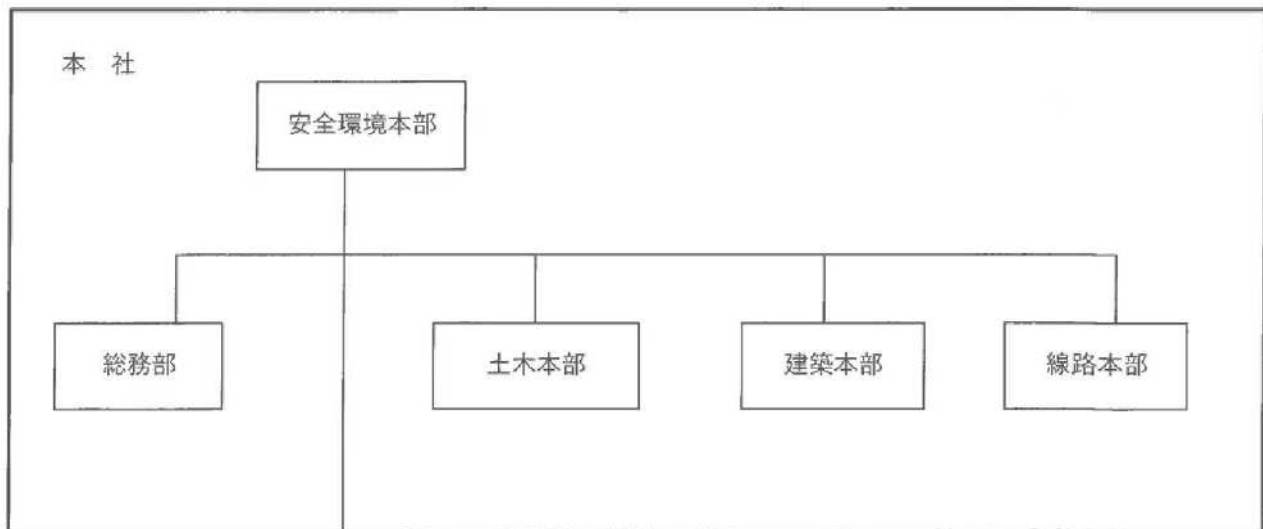 本　社
安全環境本部
総務部
土木本部
建築本部
線路本部